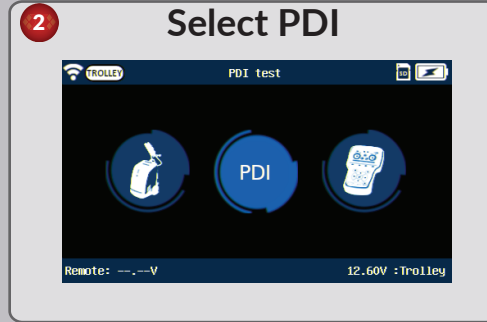 2
Select PDI
TROLLEY
PDI test
SD
PDI
Remote: --.--V
12.60V :Trolley